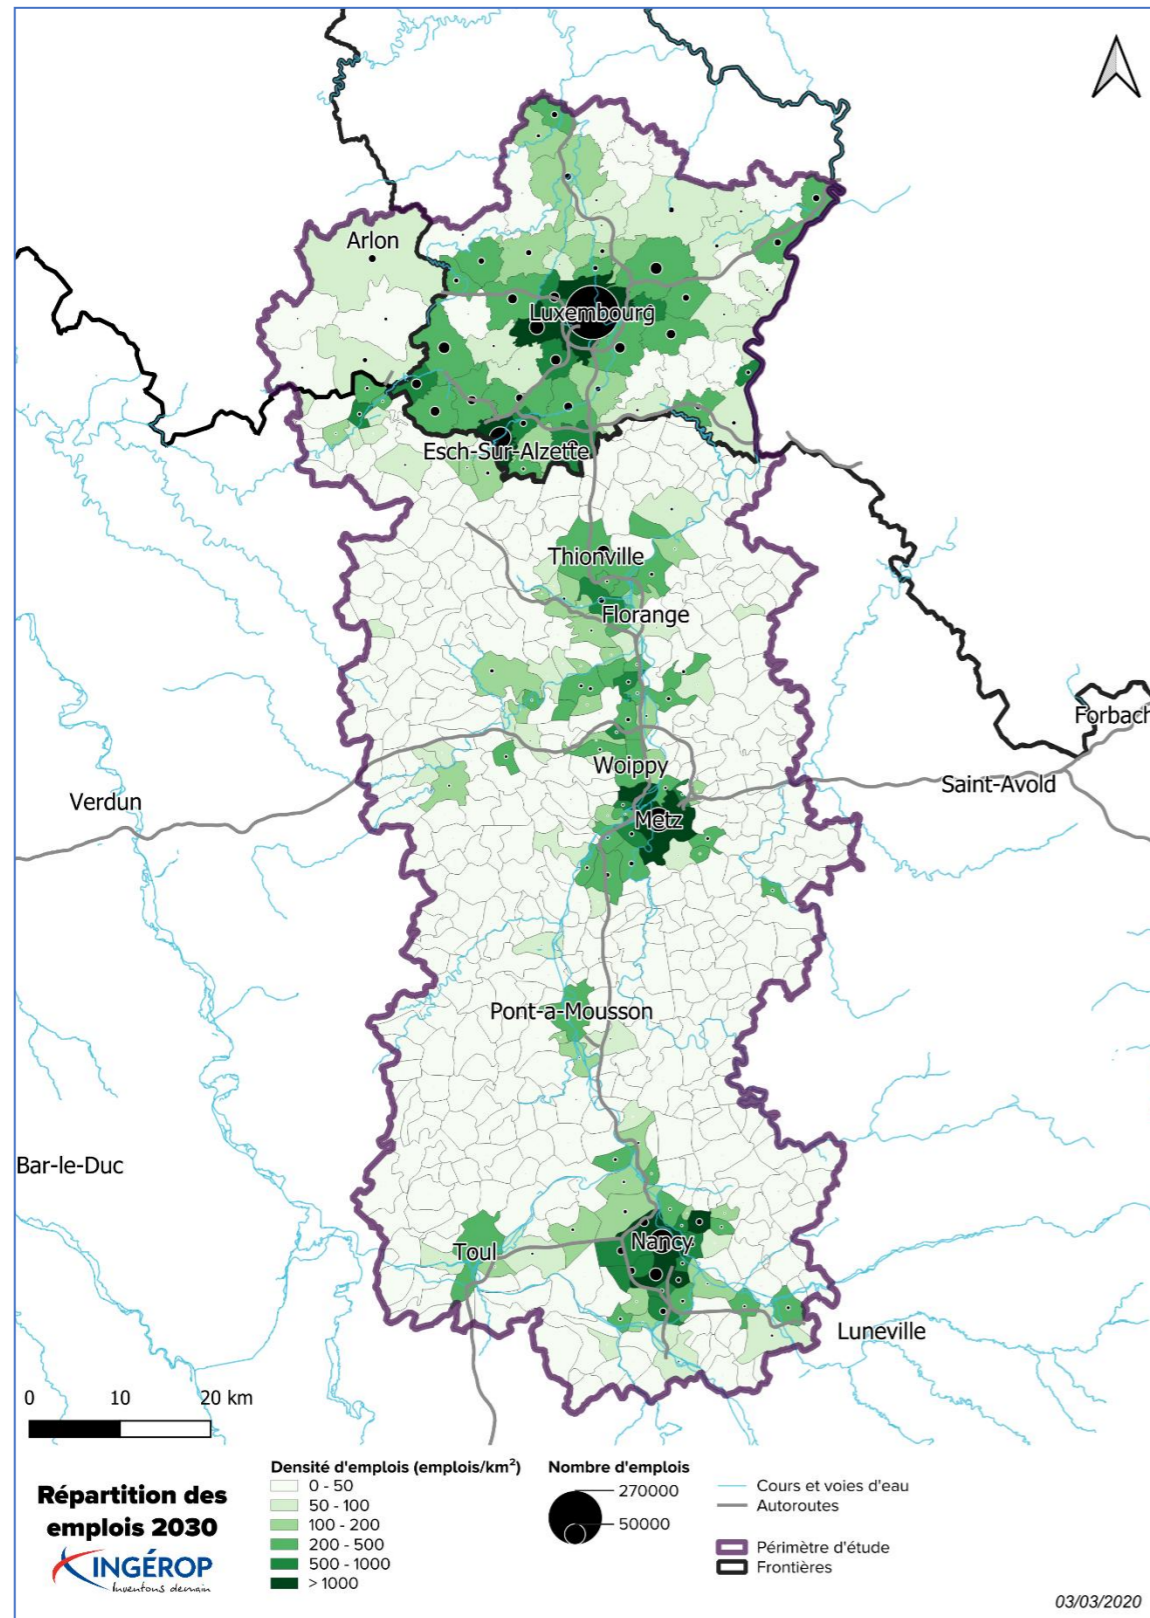 Arlon
Luxembourg
Esch-Sur-Alzette
Thionville
Florange
Forbach
Woippy
Saint-Avold
Verdun
Metz
Pont-a-Mousson
Bar-le-Duc
Nancy
Toul
Luneville
0 10 20 km
Répartition des
emplois 2030
INGÉROP
Inventons demain
Densité d'emplois (emplois/km²)
0 - 50
50 - 100
100 - 200
200 - 500
500 - 1000
> 1000
Nombre d'emplois
270000
50000
Cours et voies d'eau
Autoroutes
Périmètre d'étude
Frontières
03/03/2020